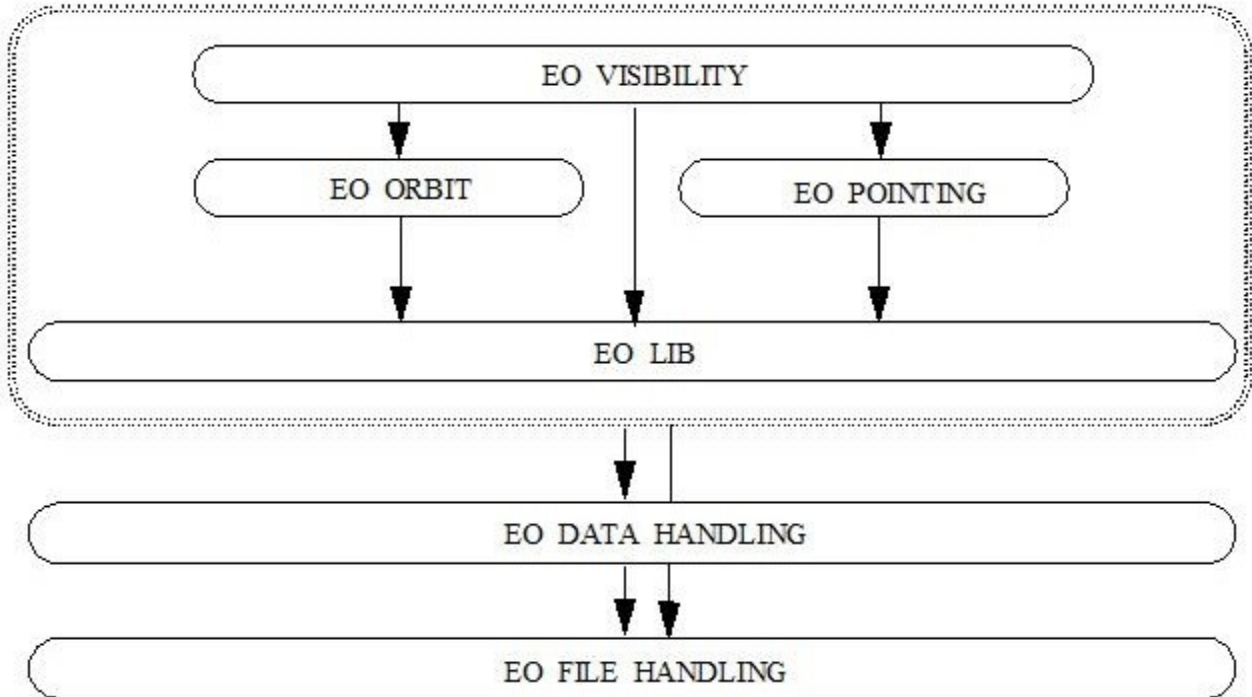 EO VISIBILITY
EO ORBIT
EO POINTING
EO LIB
EO DATA HANDLING
EO FILE HANDLING